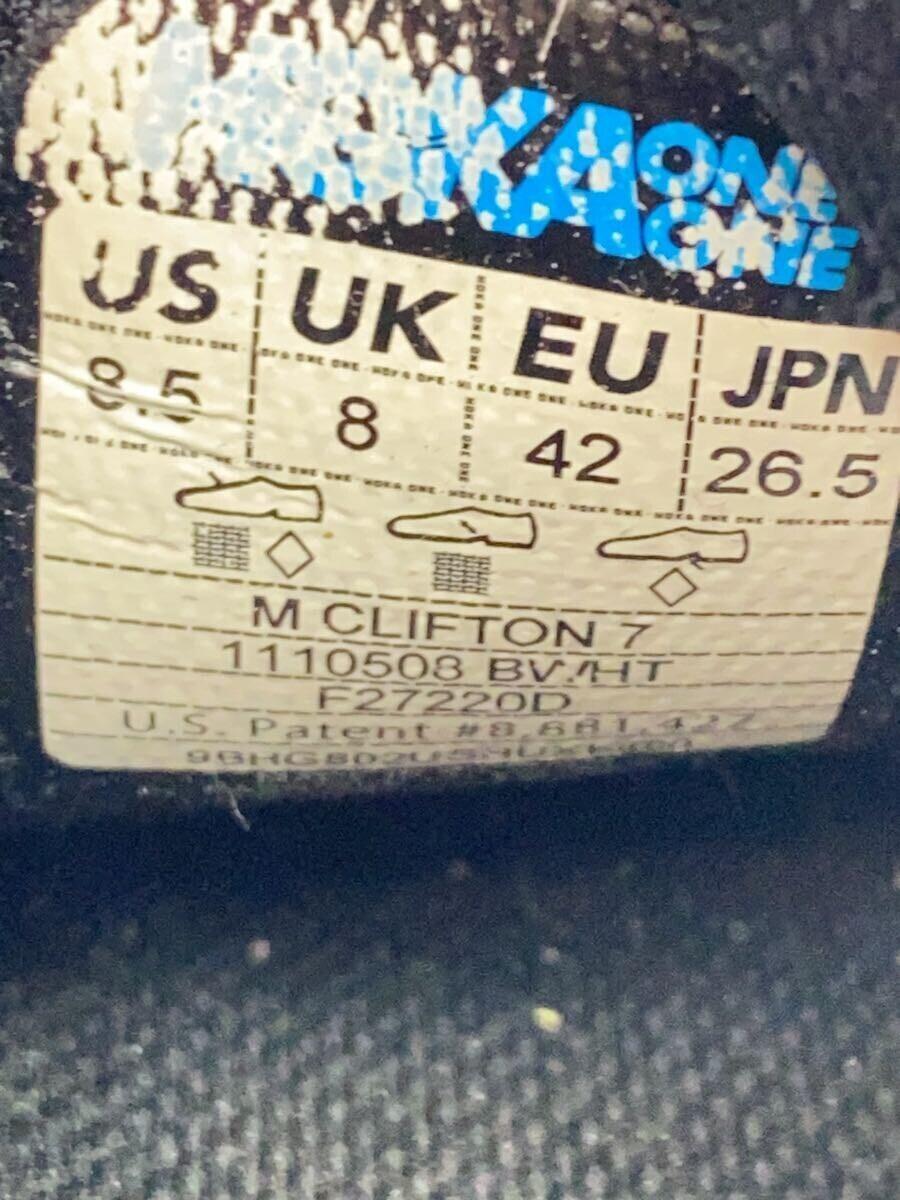 HOKA ONE ONE
US UK EU JPN
8.5 8 42 26.5
M CLIFTON 7
1110508 BV./HT
F27220D
U.S. Patent #8,881,422